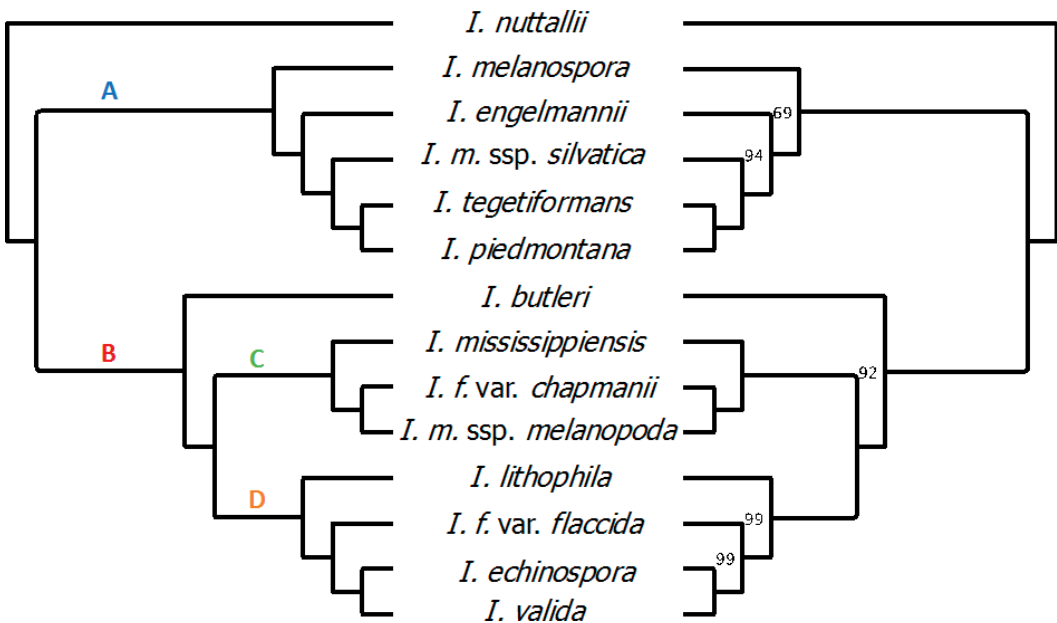 I. nuttallii
I. melanospora
A
I. engelmannii
69
I. m. ssp. silvatica
94
I. tegetiformans
I. piedmontana
I. butleri
B
C
I. mississippiensis
92
I. f. var. chapmanii
I. m. ssp. melanopoda
I. lithophila
D
I. f. var. flaccida
99
I. echinospora
99
I. valida